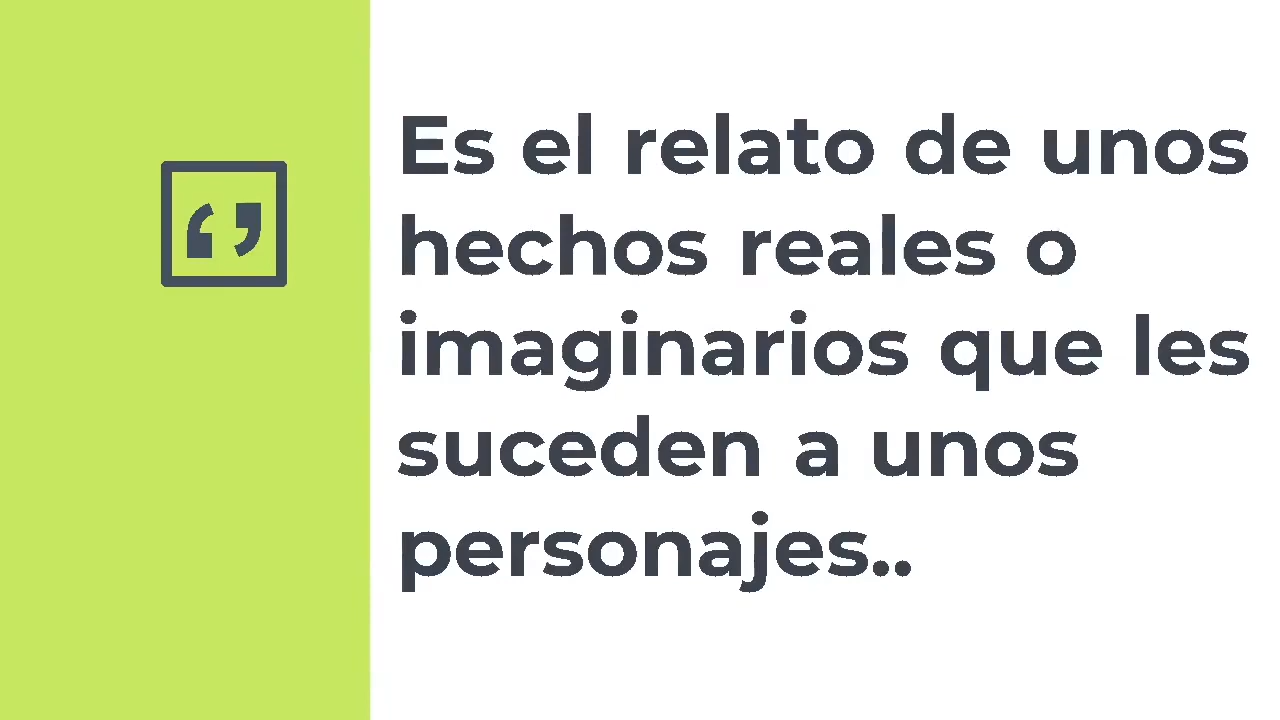 Es el relato de unos
hechos reales o
imaginarios que les
suceden a unos
personajes..